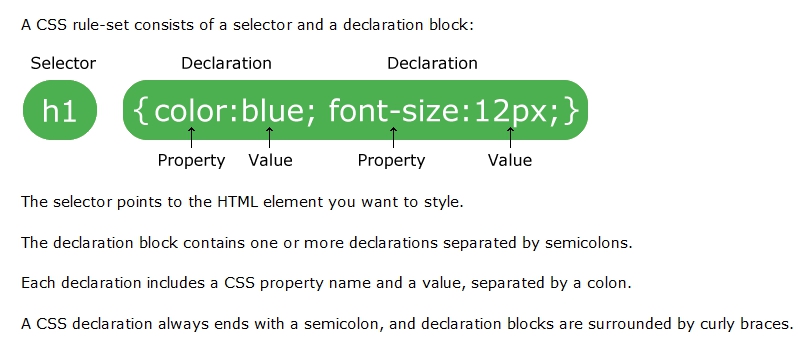 A CSS rule-set consists of a selector and a declaration block:
Selector Declaration Declaration
h1 {color:blue; font-size:12px;}
Property Value Property Value
The selector points to the HTML element you want to style.
The declaration block contains one or more declarations separated by semicolons.
Each declaration includes a CSS property name and a value, separated by a colon.
A CSS declaration always ends with a semicolon, and declaration blocks are surrounded by curly braces.